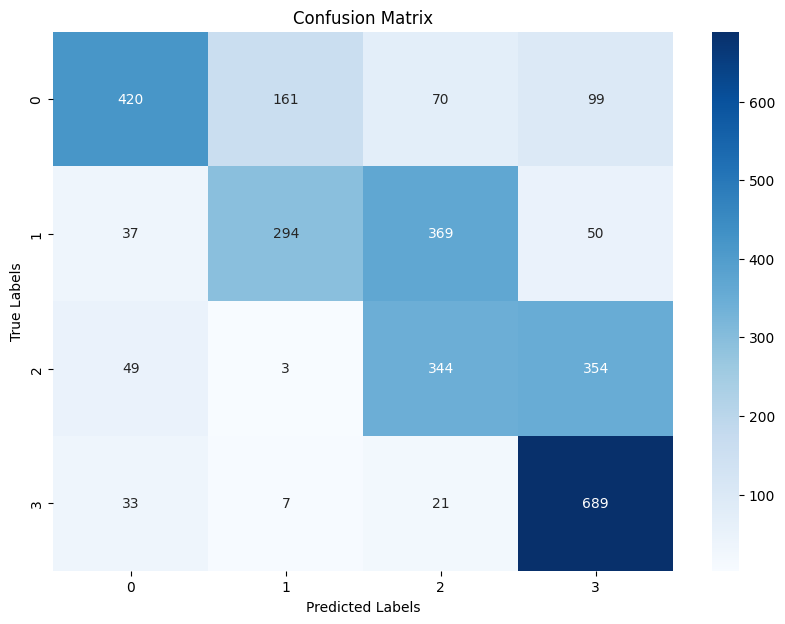 Confusion Matrix
0 420 161 70 99
1 37 294 369 50
2 49 3 344 354
3 33 7 21 689
0 1 2 3
Predicted Labels
True Labels
600
500
400
300
200
100